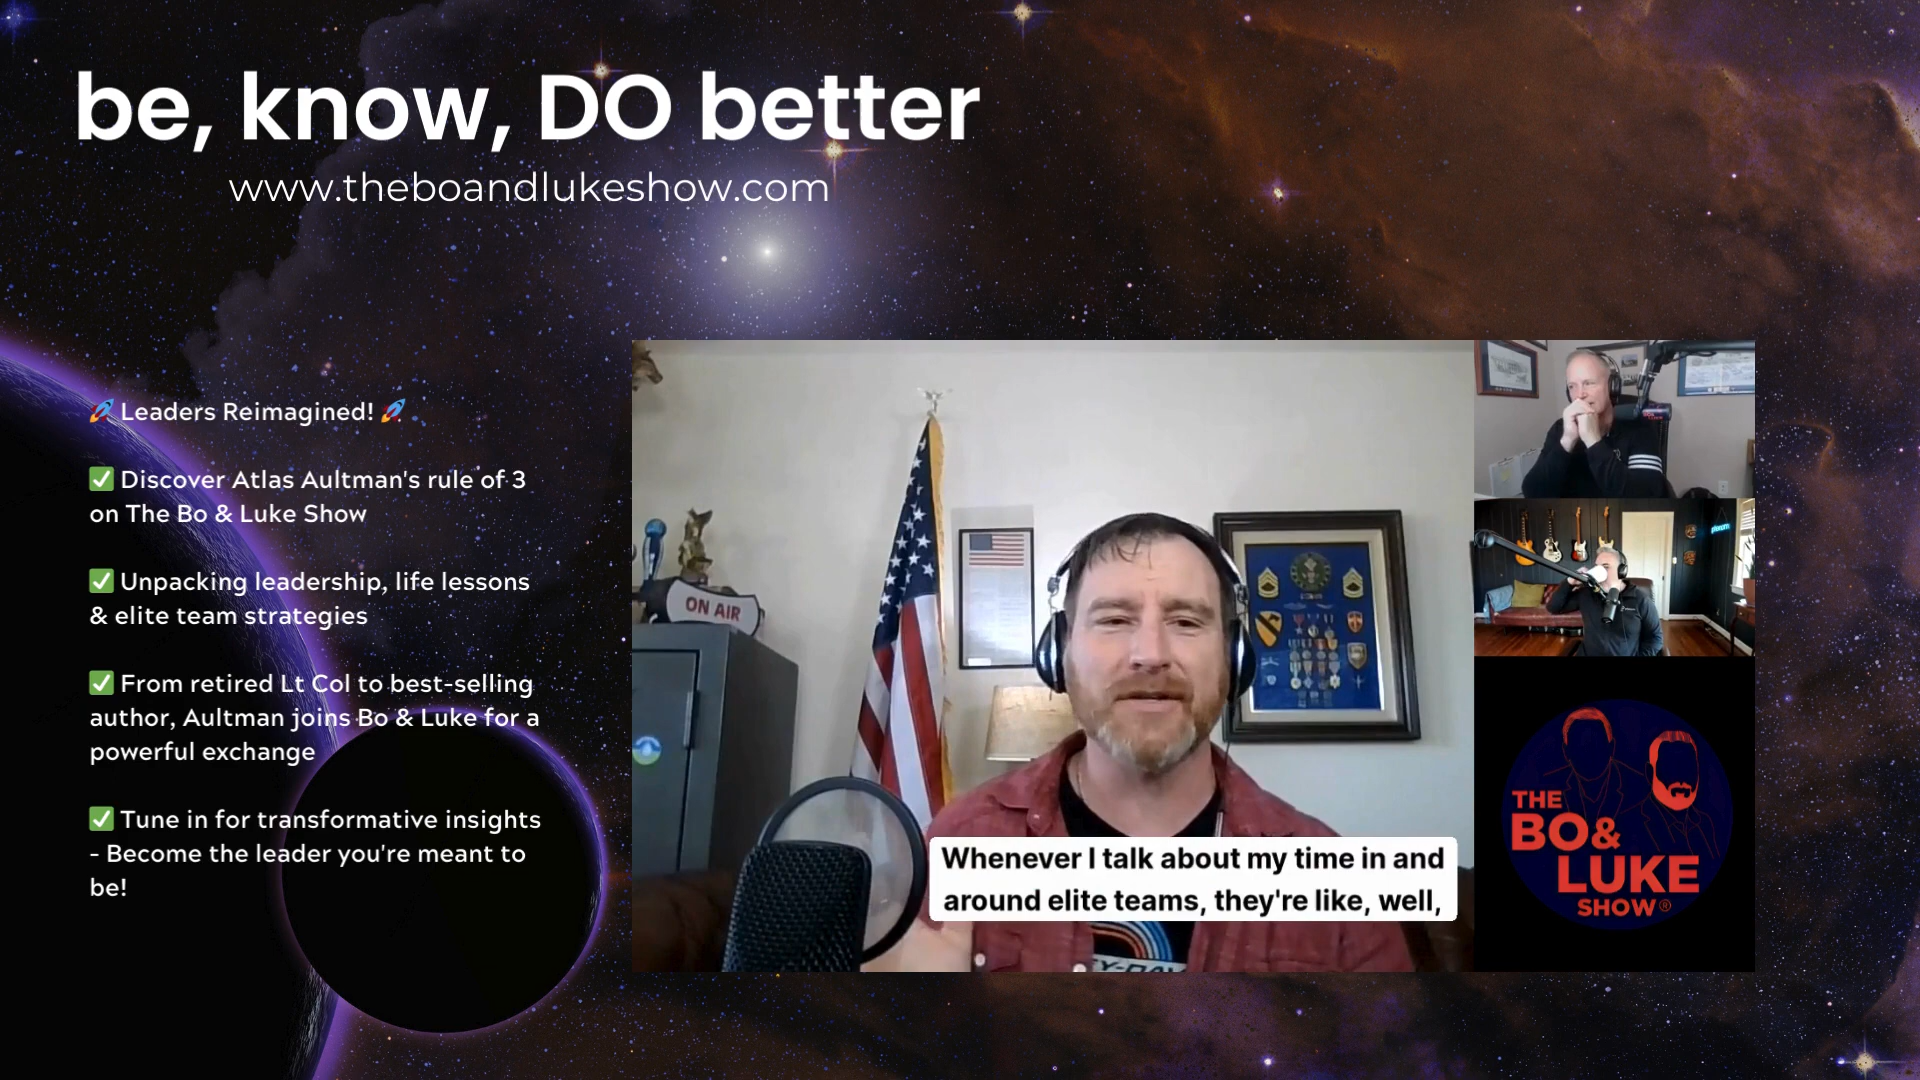 be, know, DO better
www.theboandlukeshow.com
🚀 Leaders Reimagined! 🚀
✅ Discover Atlas Aultman's rule of 3
on The Bo & Luke Show
✅ Unpacking leadership, life lessons
& elite team strategies
✅ From retired Lt Col to best-selling
author, Aultman joins Bo & Luke for a
powerful exchange
✅ Tune in for transformative insights
- Become the leader you're meant to
be!
ON AIR
Whenever I talk about my time in and
around elite teams, they're like, well,
THE
BO&
LUKE
SHOW®